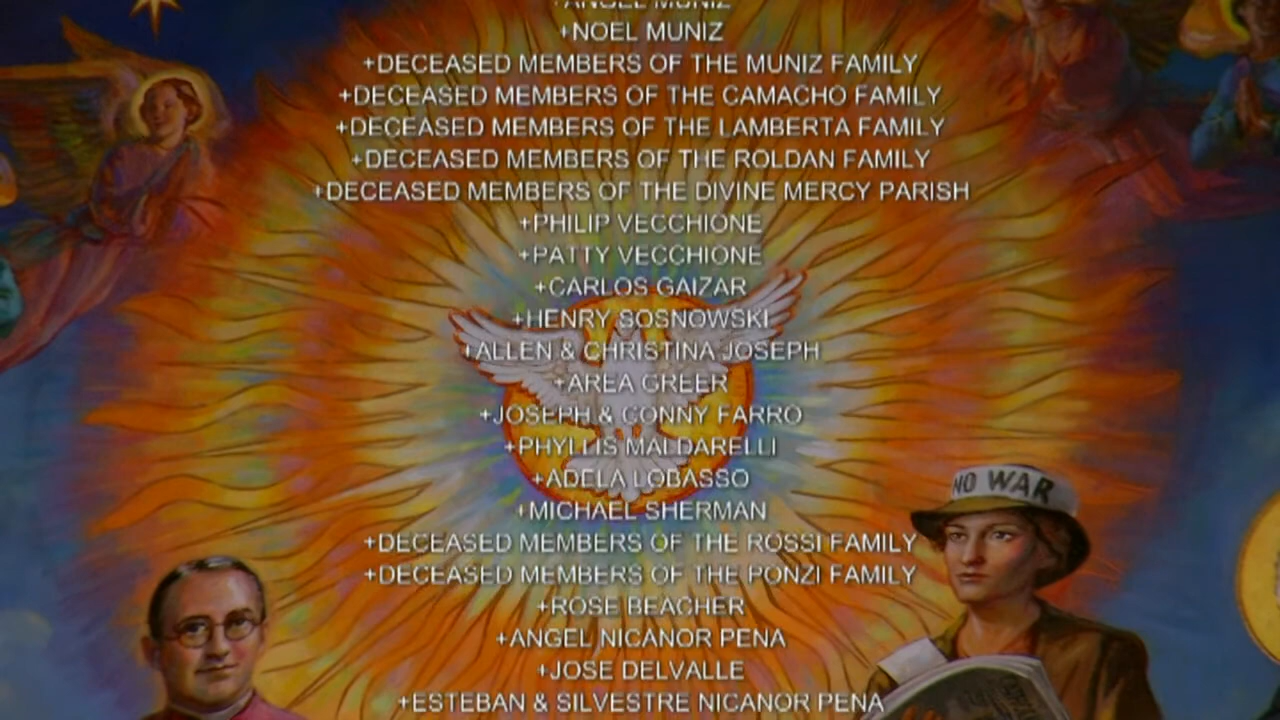 +ANGEL MUNIZ
+NOEL MUNIZ
+DECEASED MEMBERS OF THE MUNIZ FAMILY
+DECEASED MEMBERS OF THE CAMACHO FAMILY
+DECEASED MEMBERS OF THE LAMBERTA FAMILY
+DECEASED MEMBERS OF THE ROLDAN FAMILY
+DECEASED MEMBERS OF THE DIVINE MERCY PARISH
+PHILIP VECCHIONE
+PATTY VECCHIONE
+CARLOS GAIZAR
+HENRY SOSNOWSKI
+ALLEN & CHRISTINA JOSEPH
+AREA GREER
+JOSEPH & CONNY FARRO
+PHYLLIS MALDARELLI
+ADELA LOBASSO
+MICHAEL SHERMAN
NO WAR
+DECEASED MEMBERS OF THE ROSSI FAMILY
+DECEASED MEMBERS OF THE PONZI FAMILY
+ROSE BEACHER
+ANGEL NICANOR PENA
+JOSE DELVALLE
+ESTEBAN & SILVESTRE NICANOR PENA